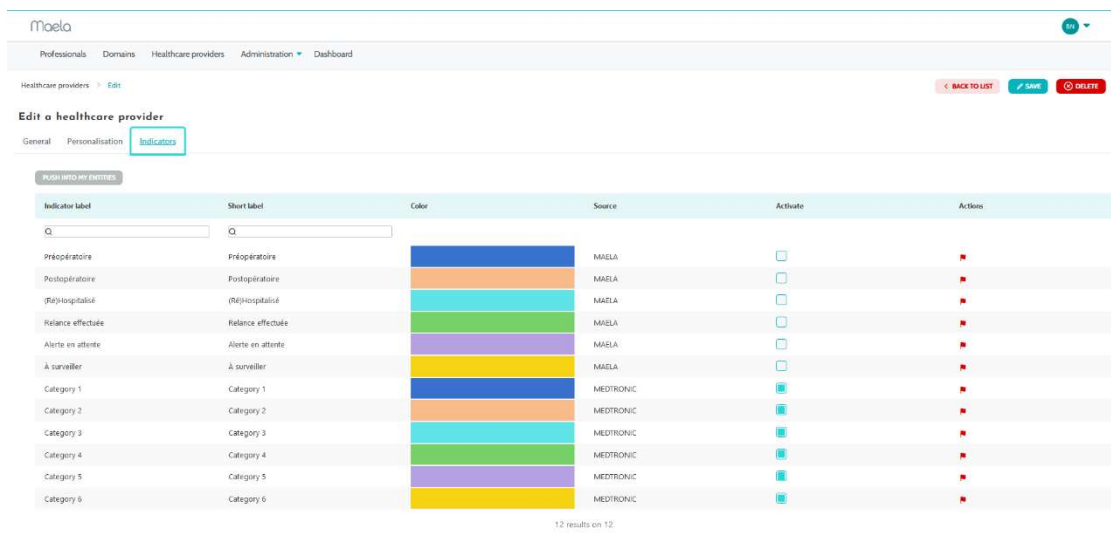 Maela
BN
Professionals Domains Healthcare providers Administration Dashboard
Healthcare providers > Edit
< BACK TO LIST SAVE DELETE
Edit a healthcare provider
General Personalisation Indicators
PUSH INTO MY ENTITIES
Indicator label Short label Color Source Activate Actions
Préopératoire Préopératoire MAELA
Postopératoire Postopératoire MAELA
(Ré)Hospitalisé (Ré)Hospitalisé MAELA
Relance effectuée Relance effectuée MAELA
Alerte en attente Alerte en attente MAELA
À surveiller À surveiller MAELA
Category 1 Category 1 MEDTRONIC
Category 2 Category 2 MEDTRONIC
Category 3 Category 3 MEDTRONIC
Category 4 Category 4 MEDTRONIC
Category 5 Category 5 MEDTRONIC
Category 6 Category 6 MEDTRONIC
12 results on 12